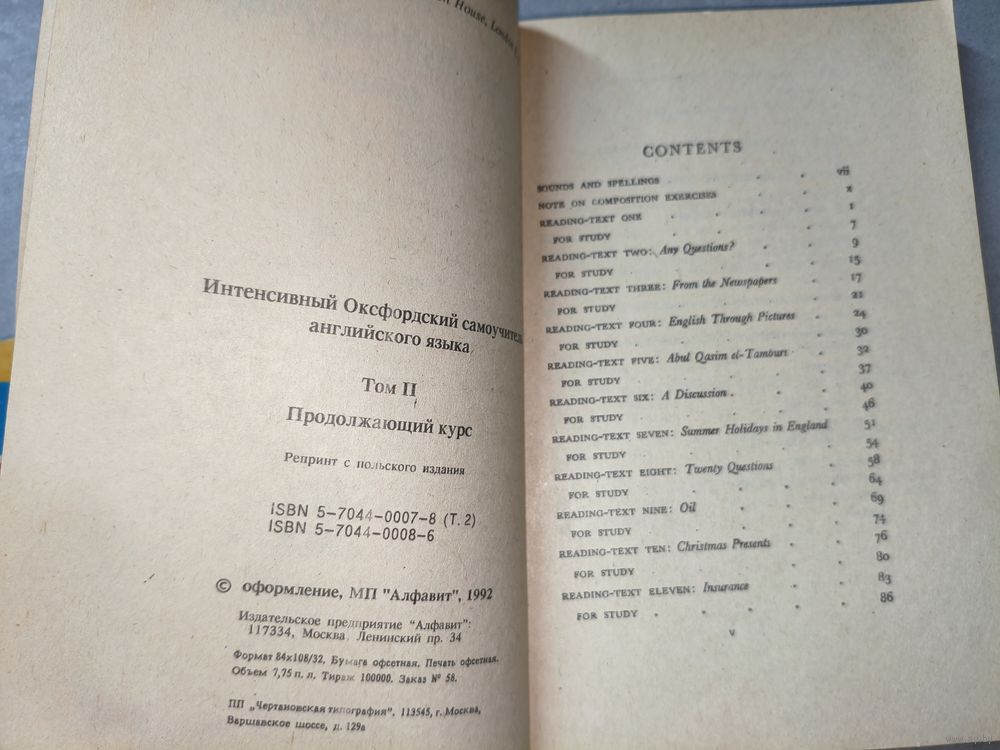 House, London
Интенсивный Оксфордский самоучитель
английского языка
Том II
Продолжающий курс
Репринт с польского издания
ISBN 5-7044-0007-8 (Т. 2)
ISBN 5-7044-0008-6
© оформление, МП "Алфавит", 1992
Издательское предприятие "Алфавит":
117334, Москва. Ленинский пр. 34
Формат 84x108/32. Бумага офсетная. Печать офсетная.
Объем 7,75 п. л. Тираж 100000. Заказ № 58.
ПП „Чертановская типография", 113545, г. Москва,
Варшавское шоссе, д. 129а
CONTENTS
SOUNDS AND SPELLINGS . . vii
NOTE ON COMPOSITION EXERCISES . . x
READING-TEXT ONE . . . . 1
FOR STUDY . . . . 7
READING-TEXT TWO: Any Questions? . . 9
FOR STUDY . . . . 15
READING-TEXT THREE: From the Newspapers . 17
FOR STUDY . . . . 21
READING-TEXT FOUR: English Through Pictures . 24
FOR STUDY . . . . 30
READING-TEXT FIVE: Abul Qasim el-Tamburi . 32
FOR STUDY . . . . 37
READING-TEXT SIX: A Discussion . . . 40
FOR STUDY . . . . 46
READING-TEXT SEVEN: Summer Holidays in England 51
FOR STUDY . . . . 54
READING-TEXT EIGHT: Twenty Questions . . 58
FOR STUDY . . . . 64
READING-TEXT NINE: Oil . . . 69
FOR STUDY . . . . 74
READING-TEXT TEN: Christmas Presents . . 76
FOR STUDY . . . . 80
READING-TEXT ELEVEN: Insurance . . 83
FOR STUDY . . . . 86
v